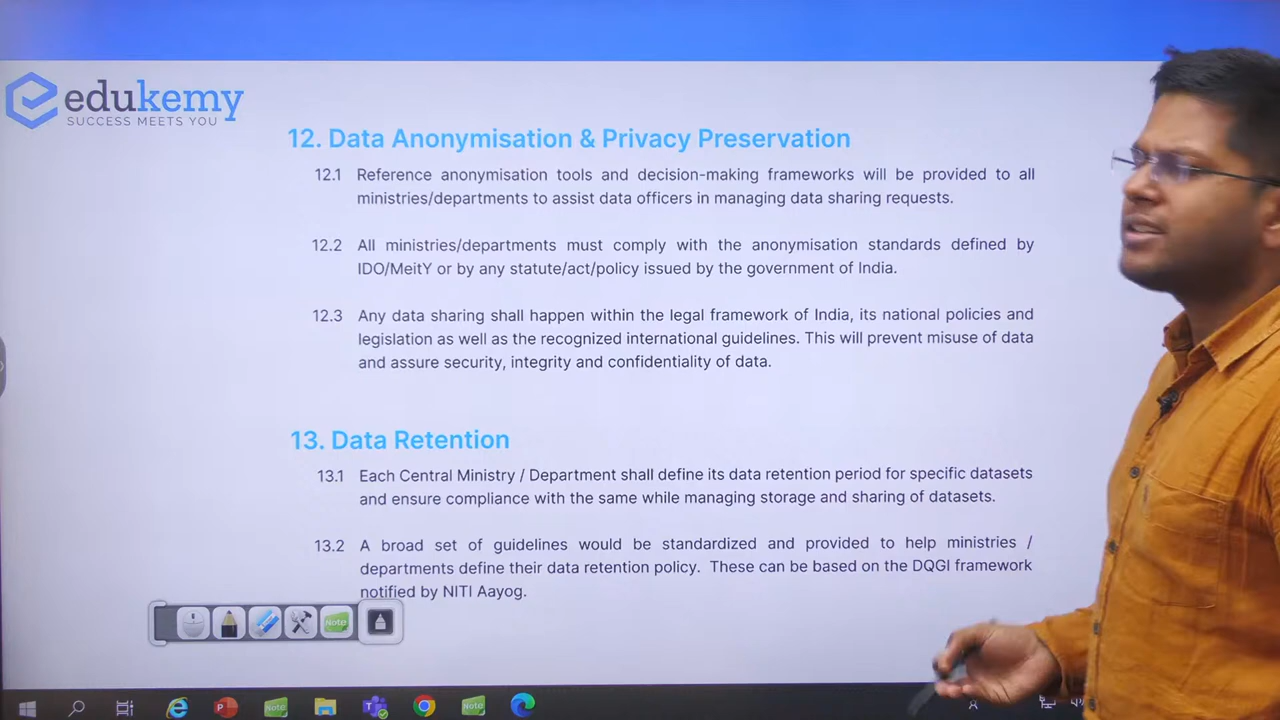 edukemy
SUCCESS MEETS YOU
12. Data Anonymisation & Privacy Preservation
12.1 Reference anonymisation tools and decision-making frameworks will be provided to all
ministries/departments to assist data officers in managing data sharing requests.
12.2 All ministries/departments must comply with the anonymisation standards defined by
IDO/MeitY or by any statute/act/policy issued by the government of India.
12.3 Any data sharing shall happen within the legal framework of India, its national policies and
legislation as well as the recognized international guidelines. This will prevent misuse of data
and assure security, integrity and confidentiality of data.
13. Data Retention
13.1 Each Central Ministry / Department shall define its data retention period for specific datasets
and ensure compliance with the same while managing storage and sharing of datasets.
13.2 A broad set of guidelines would be standardized and provided to help ministries /
departments define their data retention policy. These can be based on the DQGI framework
notified by NITI Aayog.
Note
Note
Note